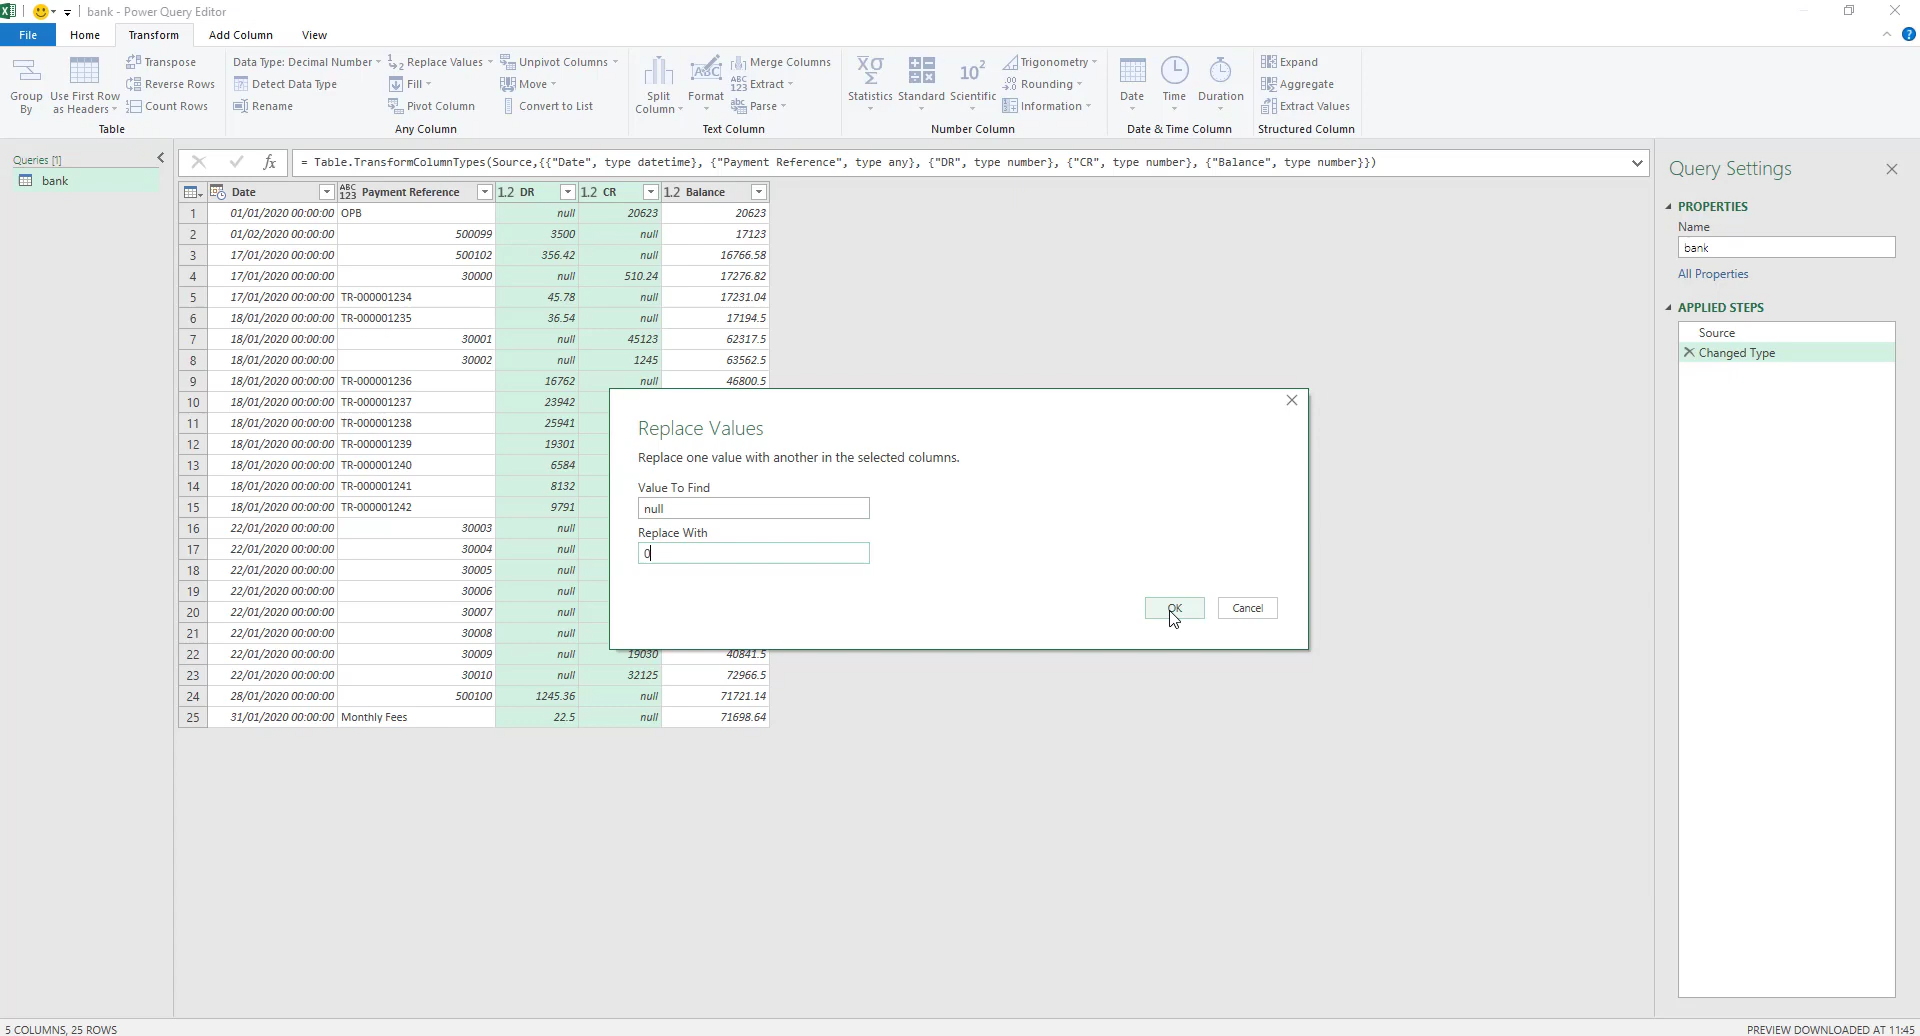 bank - Power Query Editor
File Home Transform Add Column View
Group By
Use First Row as Headers
Transpose
Reverse Rows
Count Rows
Table
Data Type: Decimal Number
Detect Data Type
Rename
Replace Values
Fill
Pivot Column
Unpivot Columns
Move
Convert to List
Any Column
Split Column
Format
Merge Columns
Extract
Parse
Text Column
Statistics
Standard
Scientific
Trigonometry
Rounding
Information
Number Column
Date
Time
Duration
Date & Time Column
Expand
Aggregate
Extract Values
Structured Column
Queries [1]
bank
fx = Table.TransformColumnTypes(Source,{{"Date", type datetime}, {"Payment Reference", type any}, {"DR", type number}, {"CR", type number}, {"Balance", type number}})
Date ABC 123 Payment Reference 1.2 DR 1.2 CR 1.2 Balance
1 01/01/2020 00:00:00 OPB null 20623 20623
2 01/02/2020 00:00:00 500099 3500 null 17123
3 17/01/2020 00:00:00 500102 356.42 null 16766.58
4 17/01/2020 00:00:00 30000 null 510.24 17276.82
5 17/01/2020 00:00:00 TR-000001234 45.78 null 17231.04
6 18/01/2020 00:00:00 TR-000001235 36.54 null 17194.5
7 18/01/2020 00:00:00 30001 null 45123 62317.5
8 18/01/2020 00:00:00 30002 null 1245 63562.5
9 18/01/2020 00:00:00 TR-000001236 16762 null 46800.5
10 18/01/2020 00:00:00 TR-000001237 23942
11 18/01/2020 00:00:00 TR-000001238 25941
12 18/01/2020 00:00:00 TR-000001239 19301
13 18/01/2020 00:00:00 TR-000001240 6584
14 18/01/2020 00:00:00 TR-000001241 8132
15 18/01/2020 00:00:00 TR-000001242 9791
16 22/01/2020 00:00:00 30003 null
17 22/01/2020 00:00:00 30004 null
18 22/01/2020 00:00:00 30005 null
19 22/01/2020 00:00:00 30006 null
20 22/01/2020 00:00:00 30007 null
21 22/01/2020 00:00:00 30008 null
22 22/01/2020 00:00:00 30009 null 19030 40841.5
23 22/01/2020 00:00:00 30010 null 32125 72966.5
24 28/01/2020 00:00:00 500100 1245.36 null 71721.14
25 31/01/2020 00:00:00 Monthly Fees 22.5 null 71698.64
Replace Values
Replace one value with another in the selected columns.
Value To Find
null
Replace With
0
OK Cancel
Query Settings
PROPERTIES
Name
bank
All Properties
APPLIED STEPS
Source
Changed Type
5 COLUMNS, 25 ROWS
PREVIEW DOWNLOADED AT 11:45